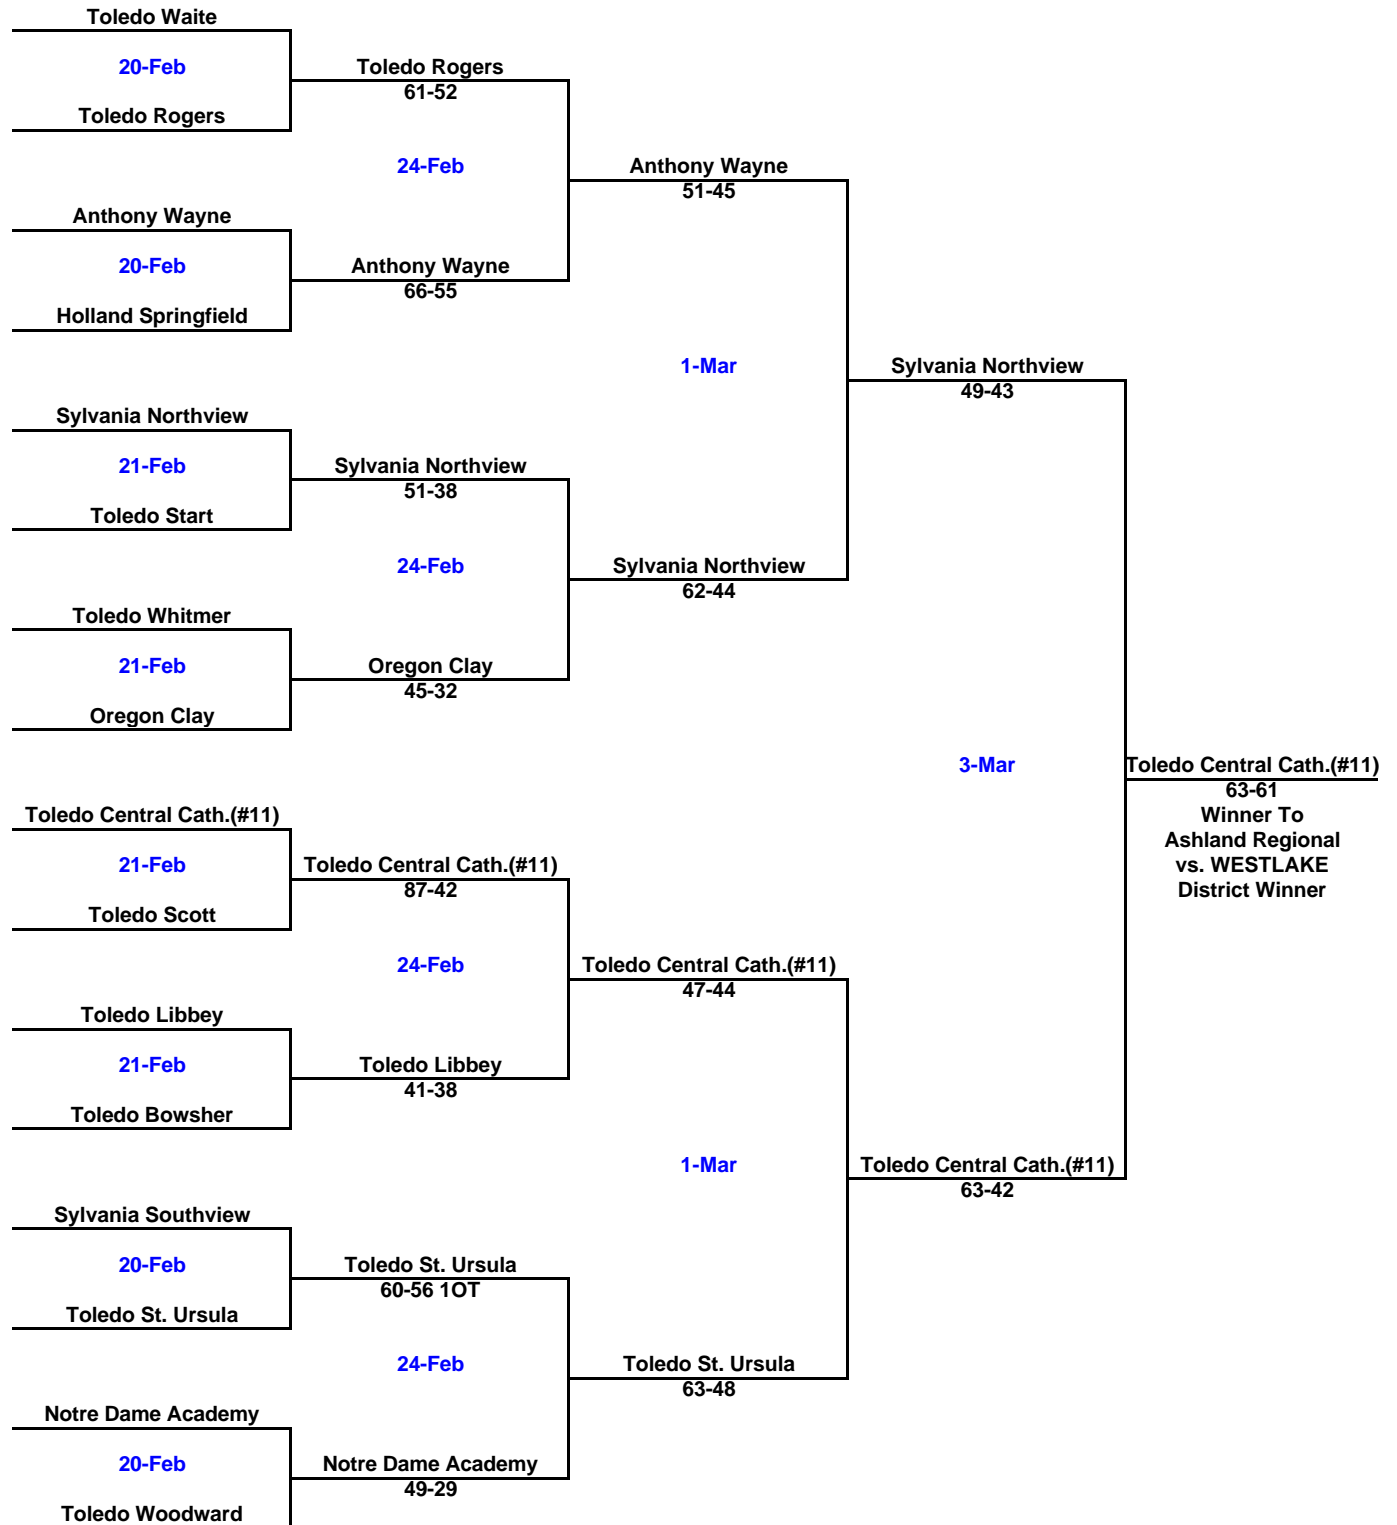 Toledo Waite
20-Feb
Toledo Rogers
61-52
Toledo Rogers
24-Feb
Anthony Wayne
51-45
Anthony Wayne
20-Feb
Anthony Wayne
66-55
Holland Springfield
1-Mar
Sylvania Northview
49-43
Sylvania Northview
21-Feb
Sylvania Northview
51-38
Toledo Start
24-Feb
Sylvania Northview
62-44
Toledo Whitmer
21-Feb
Oregon Clay
45-32
Oregon Clay
3-Mar
Toledo Central Cath.(#11)
63-61
Winner To
Ashland Regional
vs. WESTLAKE
District Winner
Toledo Central Cath.(#11)
21-Feb
Toledo Central Cath.(#11)
87-42
Toledo Scott
24-Feb
Toledo Central Cath.(#11)
47-44
Toledo Libbey
21-Feb
Toledo Libbey
41-38
Toledo Bowsher
1-Mar
Toledo Central Cath.(#11)
63-42
Sylvania Southview
20-Feb
Toledo St. Ursula
60-56 1OT
Toledo St. Ursula
24-Feb
Toledo St. Ursula
63-48
Notre Dame Academy
20-Feb
Notre Dame Academy
49-29
Toledo Woodward